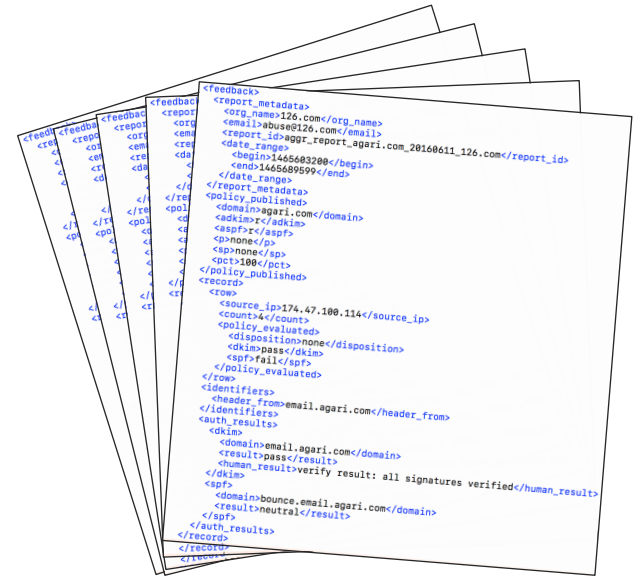 <feedback>
<report_metadata>
<org_name>126.com</org_name>
<email>abuse@126.com</email>
<report_id>aggr_report_agari.com_20160611_126.com</report_id>
<date_range>
<begin>1465603200</begin>
<end>1465689599</end>
</date_range>
</report_metadata>
<policy_published>
<domain>agari.com</domain>
<adkim>r</adkim>
<aspf>r</aspf>
<p>none</p>
<sp>none</sp>
<pct>100</pct>
</policy_published>
<record>
<row>
<source_ip>174.47.100.114</source_ip>
<count>4</count>
<policy_evaluated>
<disposition>none</disposition>
<dkim>pass</dkim>
<spf>fail</spf>
</policy_evaluated>
</row>
<identifiers>
<header_from>email.agari.com</header_from>
</identifiers>
<auth_results>
<dkim>
<domain>email.agari.com</domain>
<result>pass</result>
<human_result>verify result: all signatures verified</human_result>
</dkim>
<spf>
<domain>bounce.email.agari.com</domain>
<result>neutral</result>
</spf>
</auth_results>
</record>
</record>